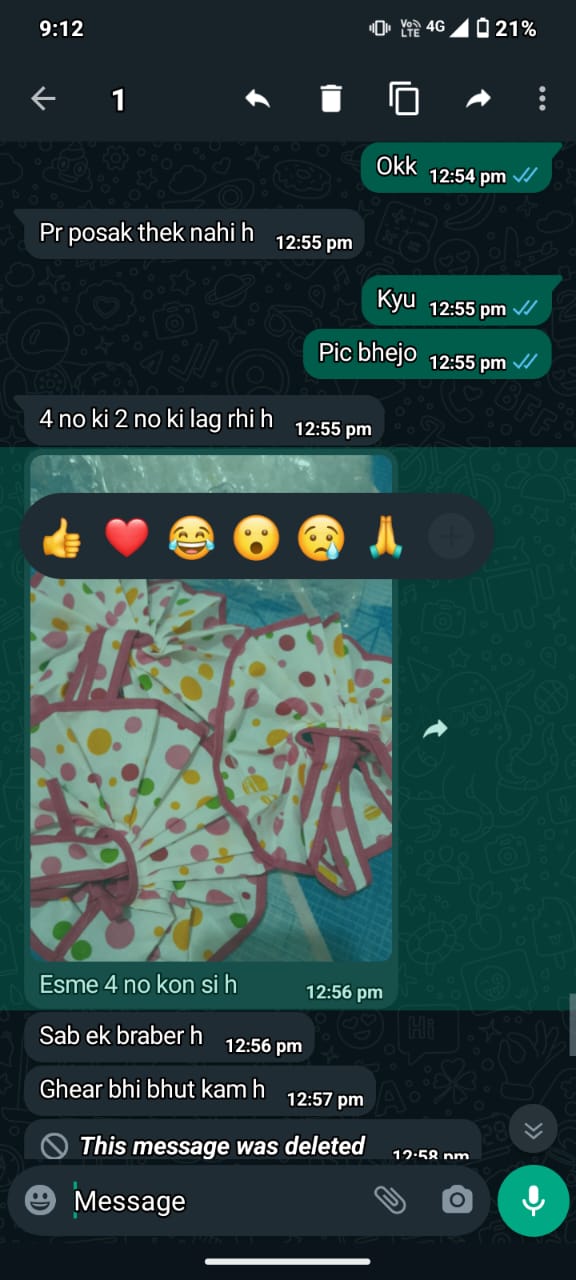 9:12 Vo LTE 4G 21%
1
Okk 12:54 pm
Pr posak thek nahi h 12:55 pm
Kyu 12:55 pm
Pic bhejo 12:55 pm
4 no ki 2 no ki lag rhi h 12:55 pm
Esme 4 no kon si h 12:56 pm
Sab ek braber h 12:56 pm
Ghear bhi bhut kam h 12:57 pm
This message was deleted 12:58 pm
Message